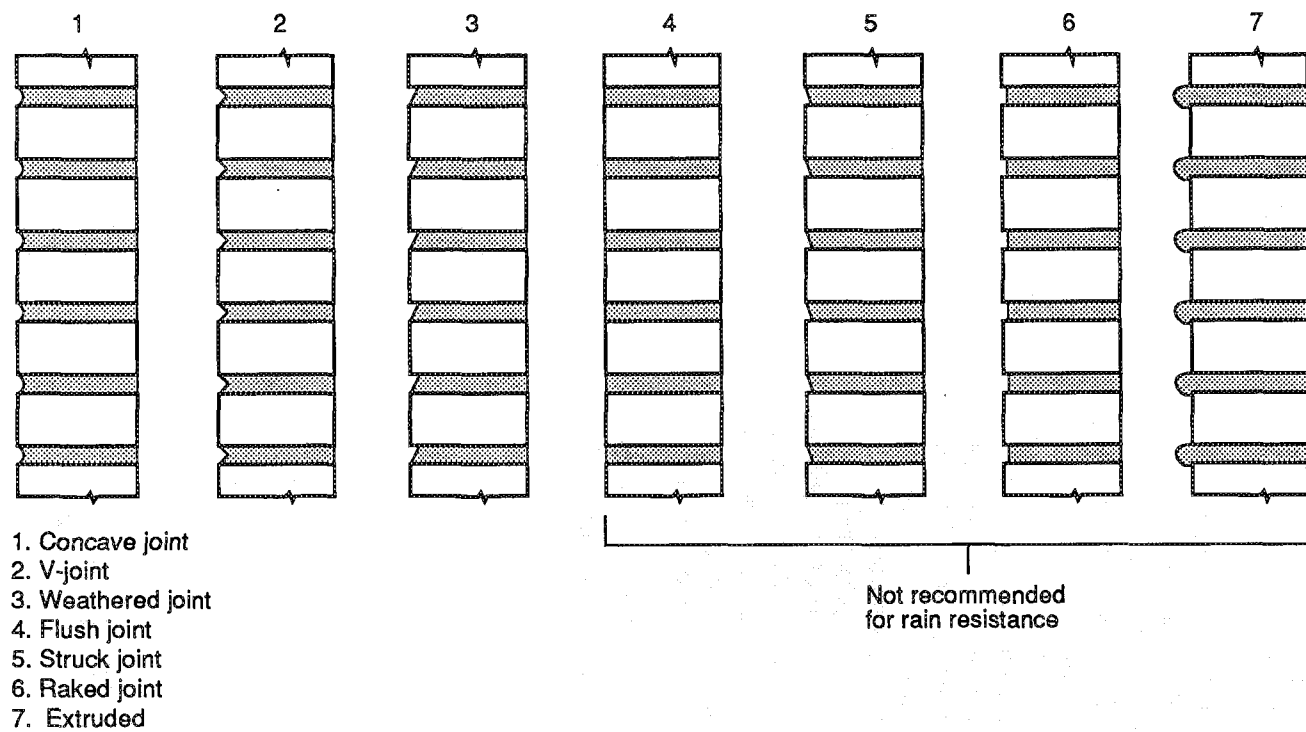 1 2 3 4 5 6 7
1. Concave joint
2. V-joint
3. Weathered joint
4. Flush joint
5. Struck joint
6. Raked joint
7. Extruded
Not recommended
for rain resistance